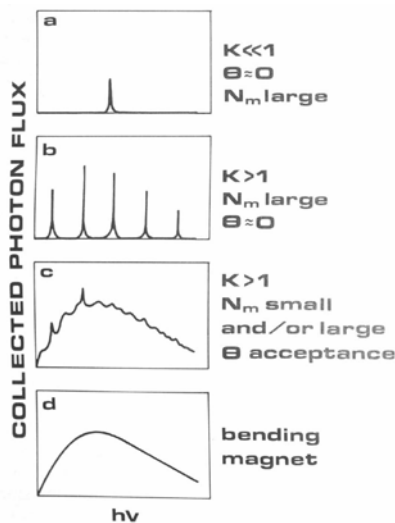 COLLECTED PHOTON FLUX
a
K≪1
Θ≈0
Nm large
b
K>1
Nm large
Θ≈0
c
K>1
Nm small
and/or large
Θ acceptance
d
bending
magnet
hν